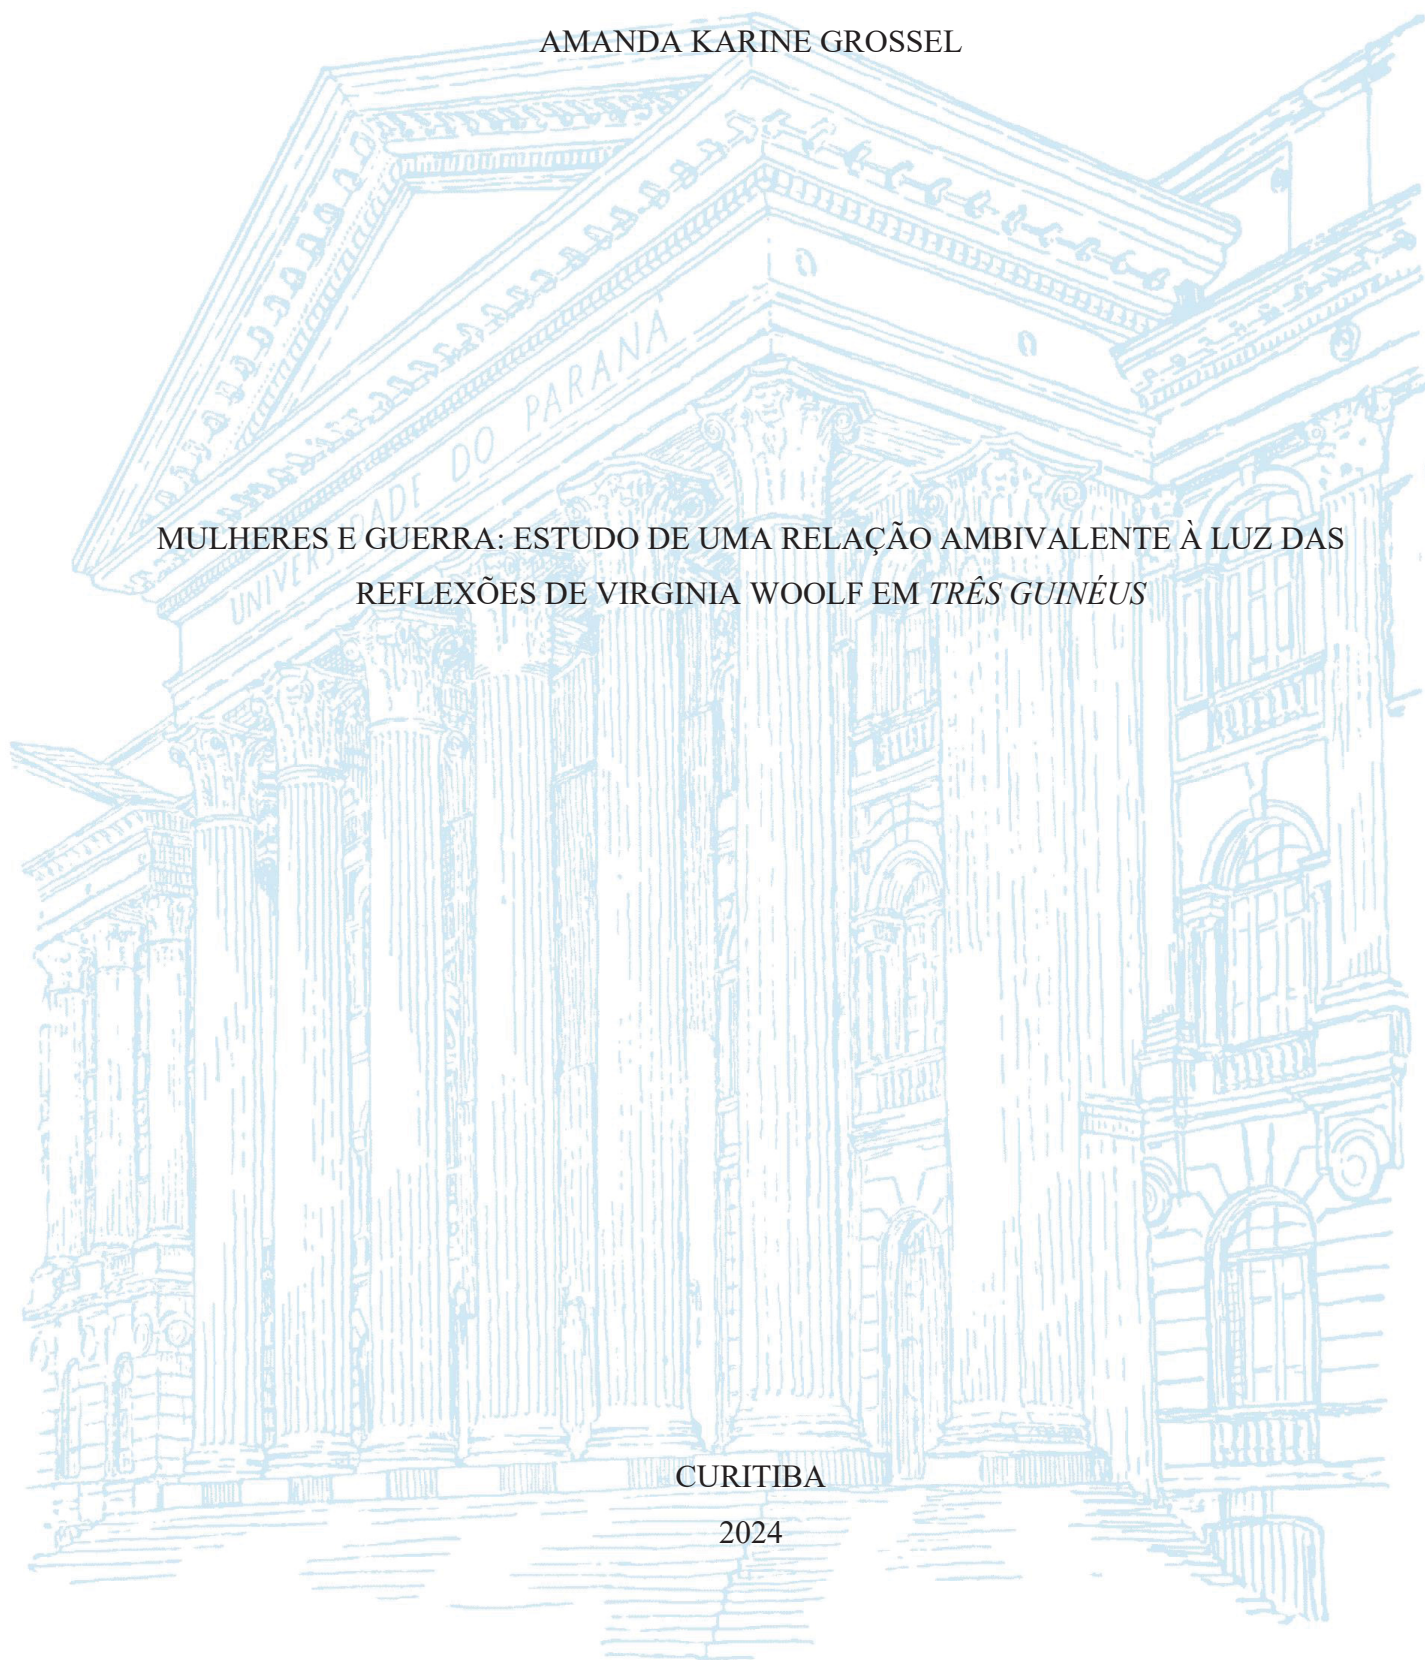 AMANDA KARINE GROSSEL
UNIVERSIDADE DO PARANÁ
MULHERES E GUERRA: ESTUDO DE UMA RELAÇÃO AMBIVALENTE À LUZ DAS
REFLEXÕES DE VIRGINIA WOOLF EM TRÊS GUINÉUS
CURITIBA
2024